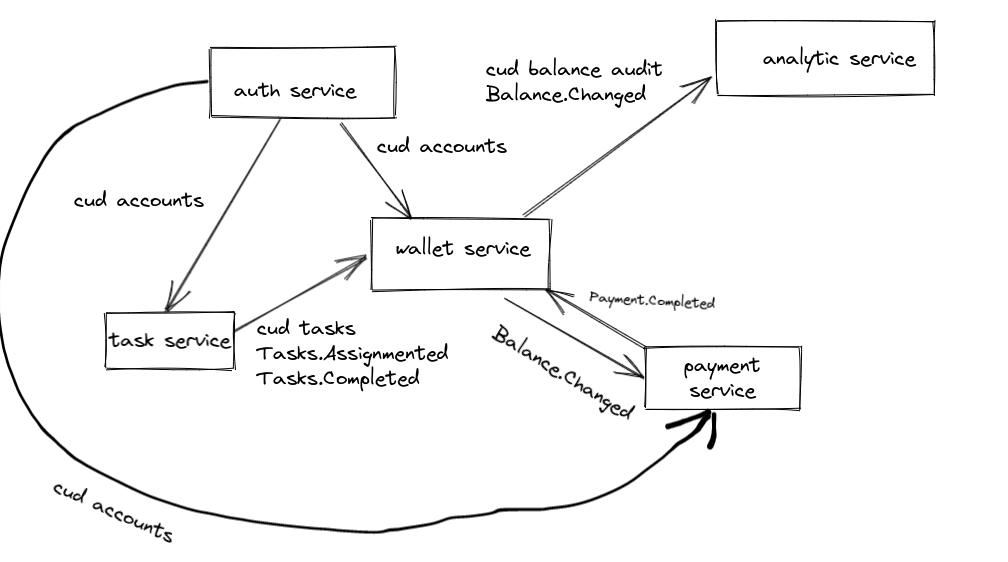 analytic service
cud balance audit
Balance.Changed
auth service
cud accounts
cud accounts
wallet service
Payment.Completed
cud tasks
Tasks.Assignmented
Tasks.Completed
task service
Balance.Changed
payment
service
cud accounts